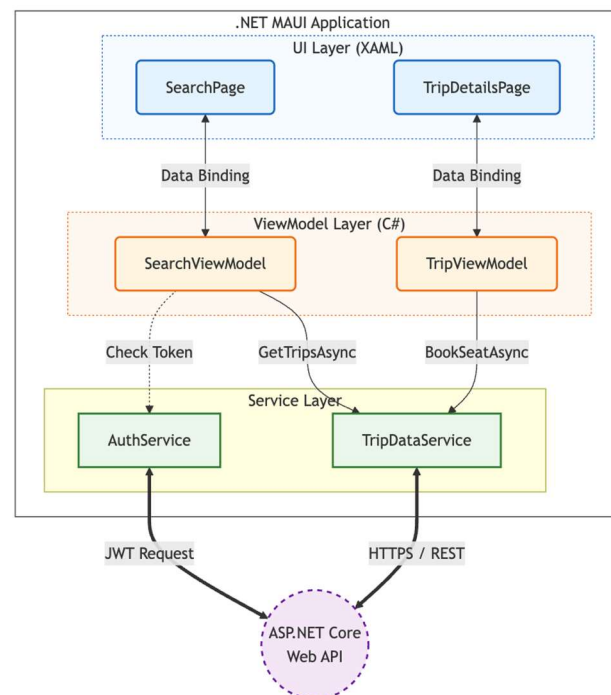 .NET MAUI Application
UI Layer (XAML)
SearchPage
TripDetailsPage
Data Binding
Data Binding
ViewModel Layer (C#)
SearchViewModel
TripViewModel
Check Token
GetTripsAsync
BookSeatAsync
Service Layer
AuthService
TripDataService
JWT Request
HTTPS / REST
ASP.NET Core
Web API